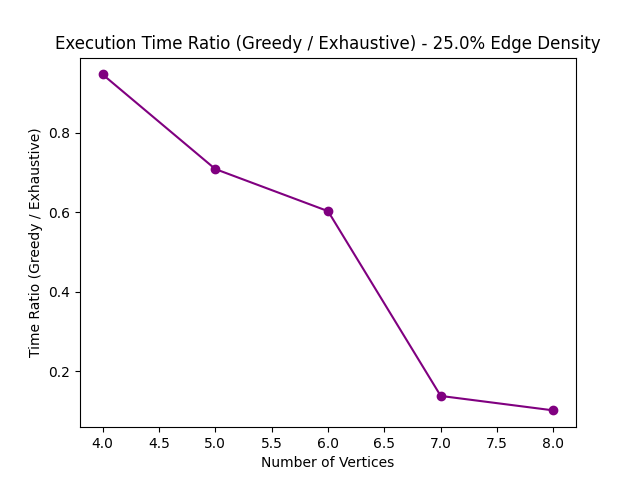 Execution Time Ratio (Greedy / Exhaustive) - 25.0% Edge Density
Time Ratio (Greedy / Exhaustive)
0.8
0.6
0.4
0.2
4.0 4.5 5.0 5.5 6.0 6.5 7.0 7.5 8.0
Number of Vertices